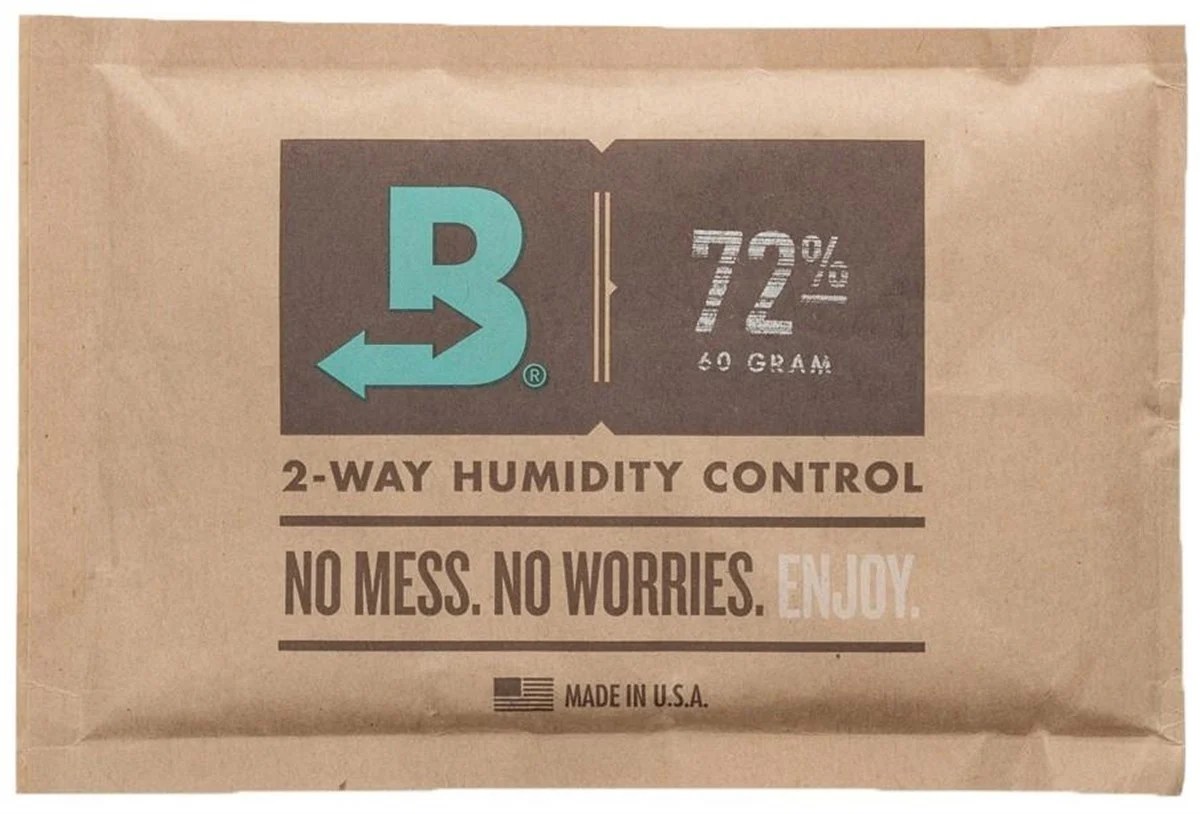 B®
72%
60 GRAM
2-WAY HUMIDITY CONTROL
NO MESS. NO WORRIES. ENJOY.
MADE IN U.S.A.